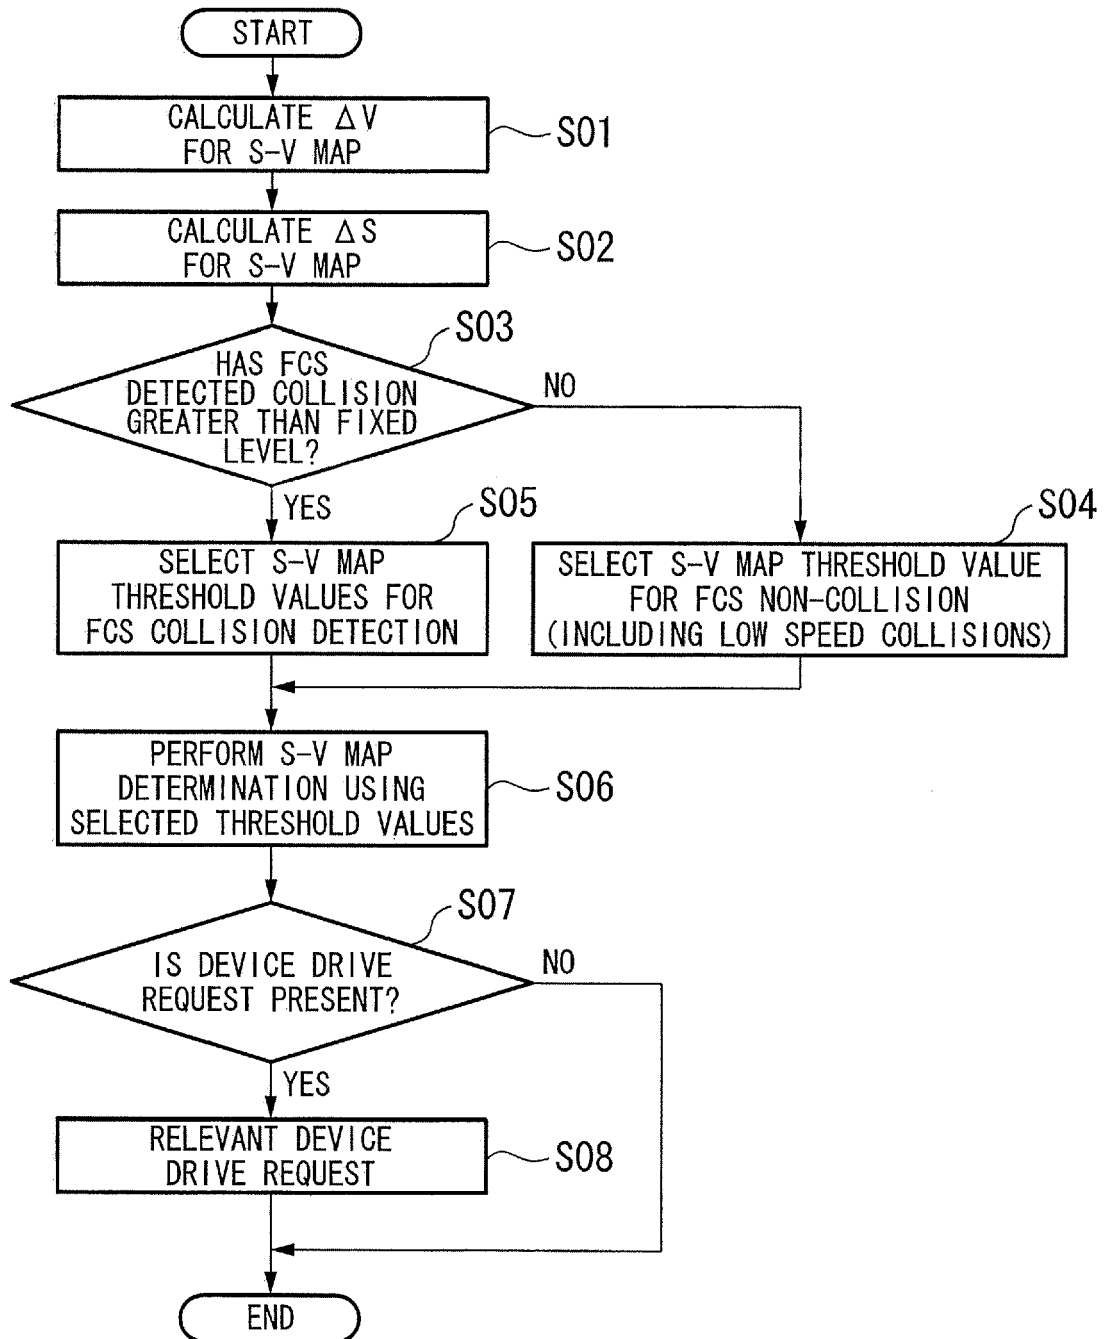 START
CALCULATE △V
FOR S-V MAP
S01
CALCULATE △S
FOR S-V MAP
S02
S03
HAS FCS
DETECTED COLLISION
GREATER THAN FIXED
LEVEL?
NO
YES
S05
SELECT S-V MAP
THRESHOLD VALUES FOR
FCS COLLISION DETECTION
S04
SELECT S-V MAP THRESHOLD VALUE
FOR FCS NON-COLLISION
(INCLUDING LOW SPEED COLLISIONS)
PERFORM S-V MAP
DETERMINATION USING
SELECTED THRESHOLD VALUES
S06
S07
IS DEVICE DRIVE
REQUEST PRESENT?
NO
YES
RELEVANT DEVICE
DRIVE REQUEST
S08
END